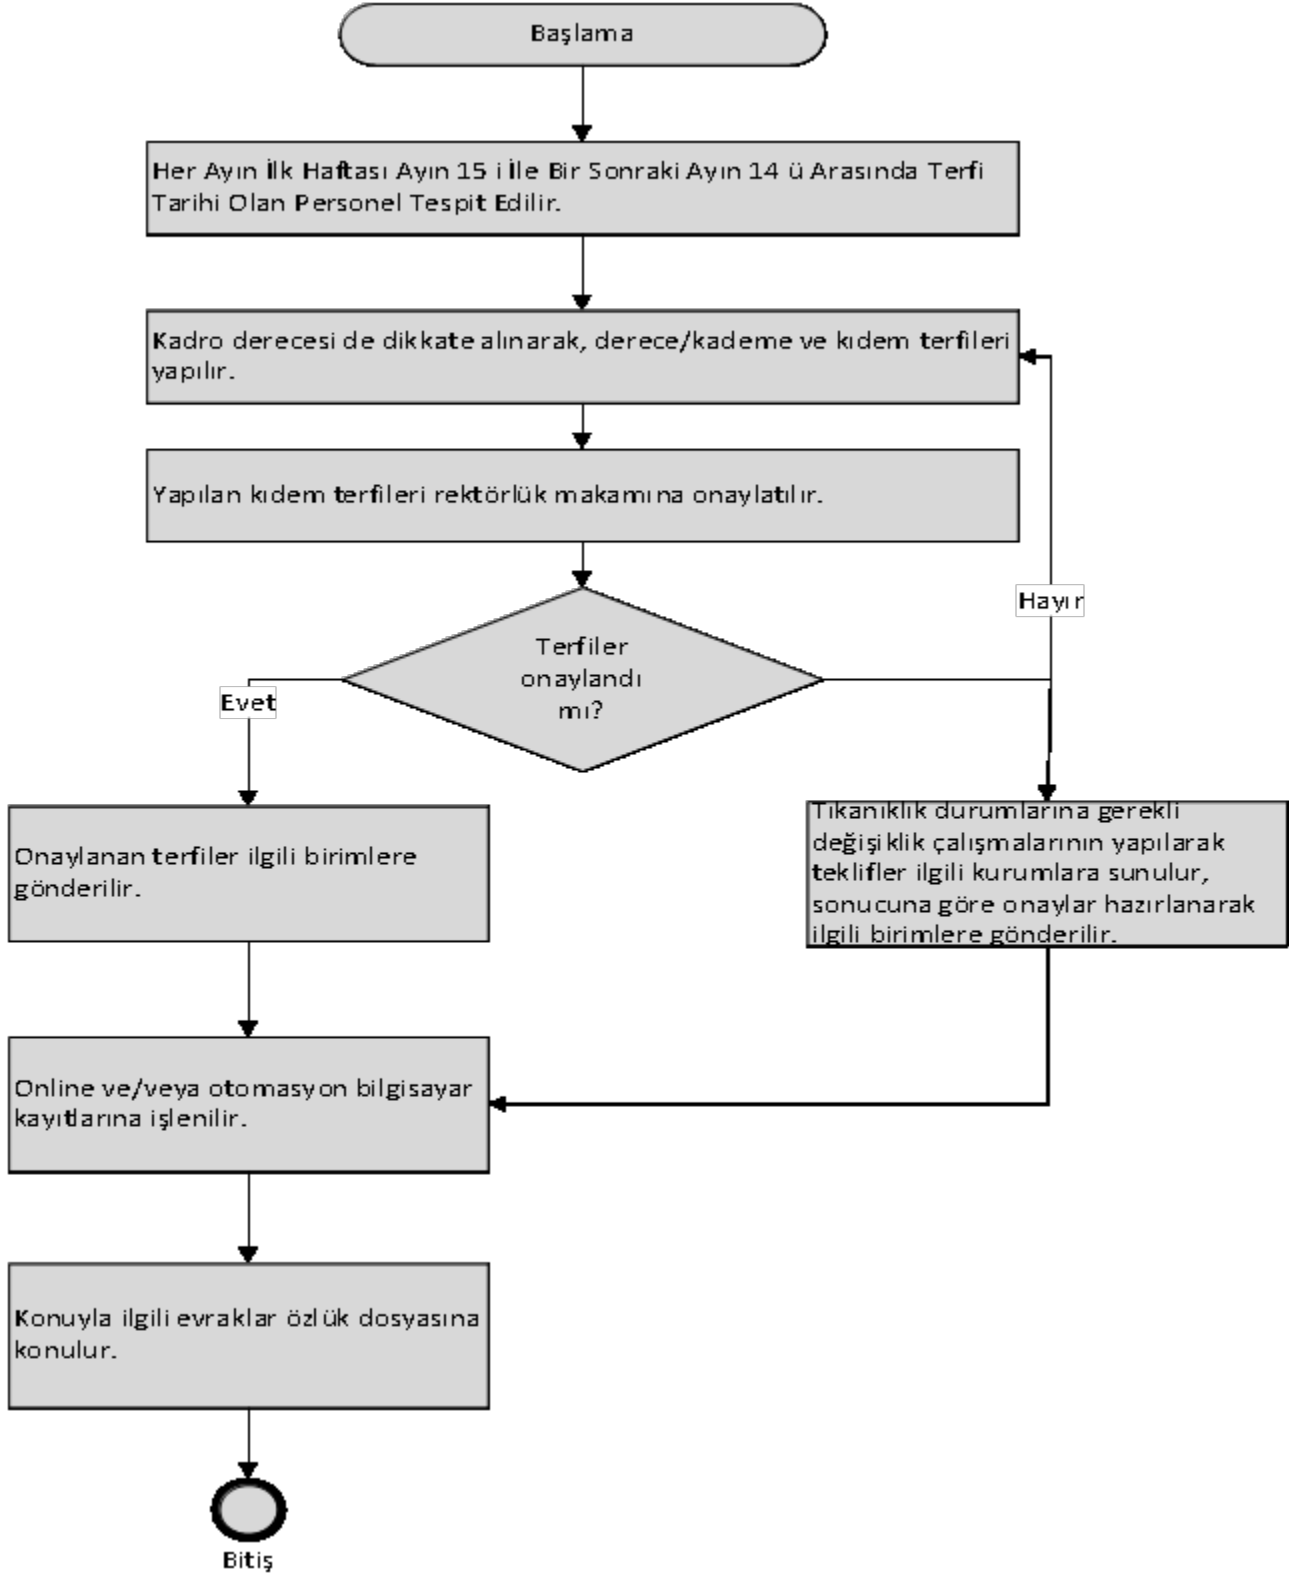 Başlama
Her Ayın İlk Haftası Ayın 15 i İle Bir Sonraki Ayın 14 ü Arasında Terfi
Tarihi Olan Personel Tespit Edilir.
Kadro derecesi de dikkate alınarak, derece/kademe ve kıdem terfileri
yapılır.
Yapılan kıdem terfileri rektörlük makamına onaylatılır.
Hayır
Terfiler
onaylandı
mı?
Evet
Onaylanan terfiler ilgili birimlere
gönderilir.
Tıkanıklık durumlarına gerekli
değişiklik çalışmalarının yapılarak
teklifler ilgili kurumlara sunulur,
sonucuna göre onaylar hazırlanarak
ilgili birimlere gönderilir.
Online ve/veya otomasyon bilgisayar
kayıtlarına işlenilir.
Konuyla ilgili evraklar özlük dosyasına
konulur.
Bitiş